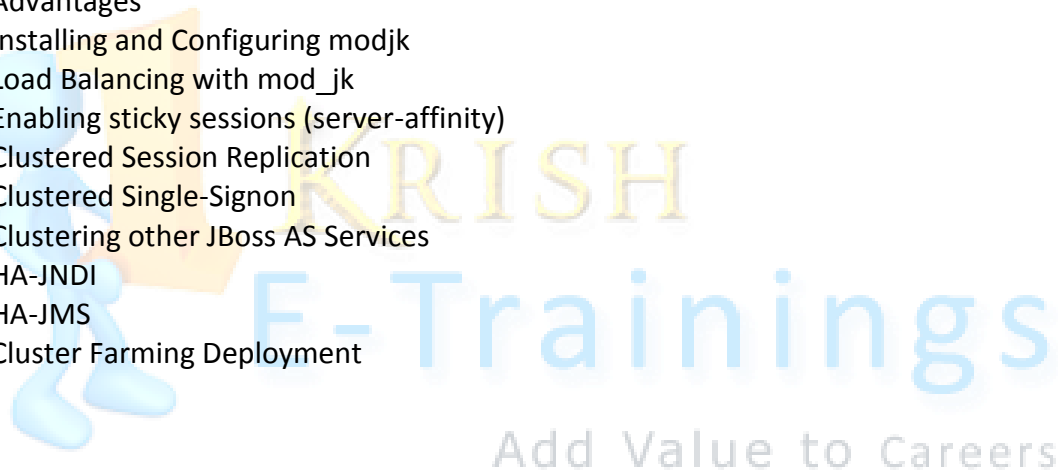 Advantages
Installing and Configuring modjk
Load Balancing with mod_jk
Enabling sticky sessions (server-affinity)
Clustered Session Replication
Clustered Single-Signon
Clustering other JBoss AS Services
HA-JNDI
HA-JMS
Cluster Farming Deployment
KRISH
E-Trainings
Add Value to Careers